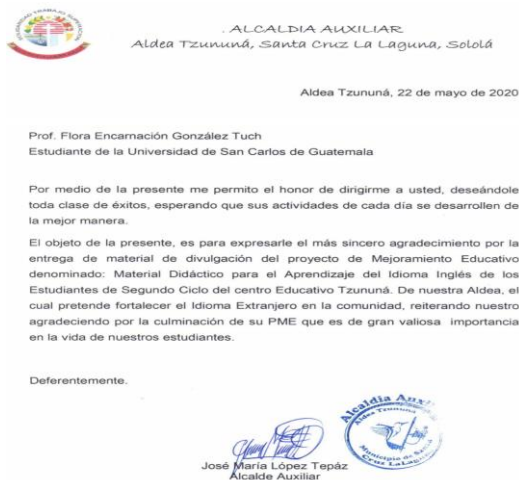 . ALCALDIA AUXILIAR
Aldea Tzununá, Santa Cruz La Laguna, Sololá
Aldea Tzununá, 22 de mayo de 2020
Prof. Flora Encarnación González Tuch
Estudiante de la Universidad de San Carlos de Guatemala
Por medio de la presente me permito el honor de dirigirme a usted, deseándole
toda clase de éxitos, esperando que sus actividades de cada día se desarrollen de
la mejor manera.
El objeto de la presente, es para expresarle el más sincero agradecimiento por la
entrega de material de divulgación del proyecto de Mejoramiento Educativo
denominado: Material Didáctico para el Aprendizaje del Idioma Inglés de los
Estudiantes de Segundo Ciclo del centro Educativo Tzununá. De nuestra Aldea, el
cual pretende fortalecer el Idioma Extranjero en la comunidad, reiterando nuestro
agradeciendo por la culminación de su PME que es de gran valiosa importancia
en la vida de nuestros estudiantes.
Deferentemente.
Alcaldia Aux
Aldea Tzununa
Municipio de Santa
Cruz LaLaguna
José María López Tepáz
Alcalde Auxiliar